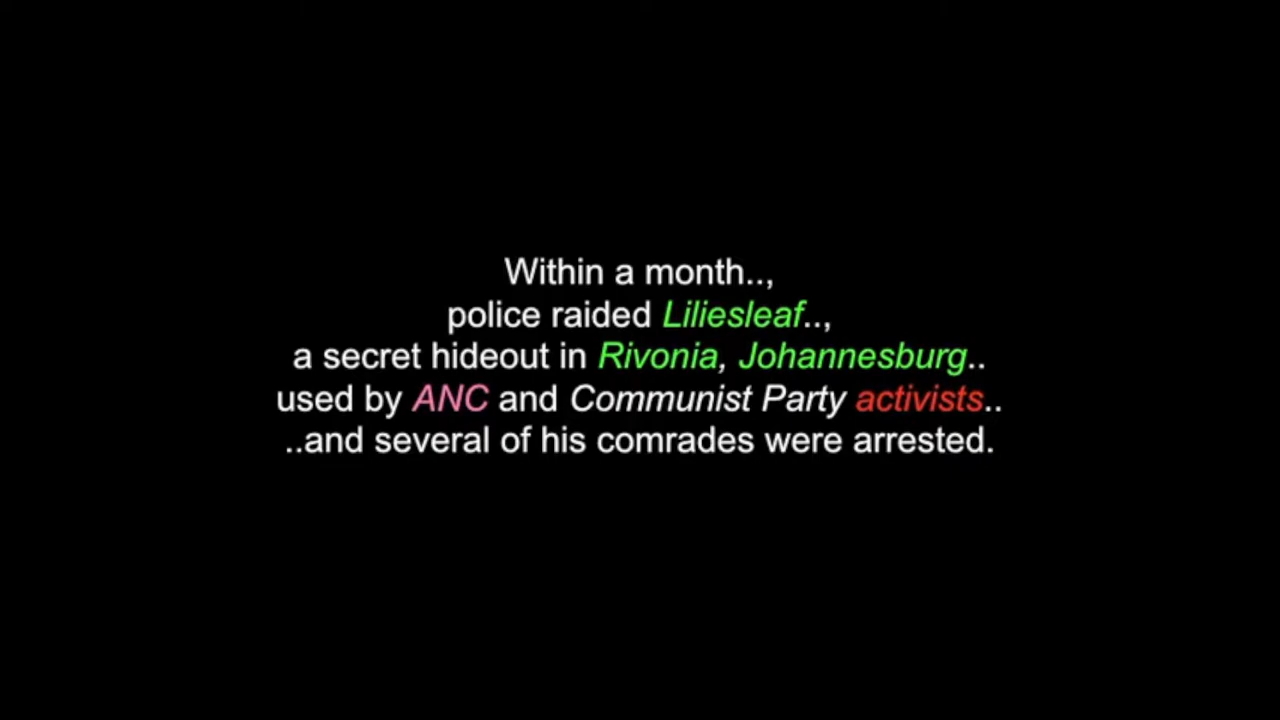 Within a month..,
police raided Liliesleaf..,
a secret hideout in Rivonia, Johannesburg..
used by ANC and Communist Party activists..
..and several of his comrades were arrested.